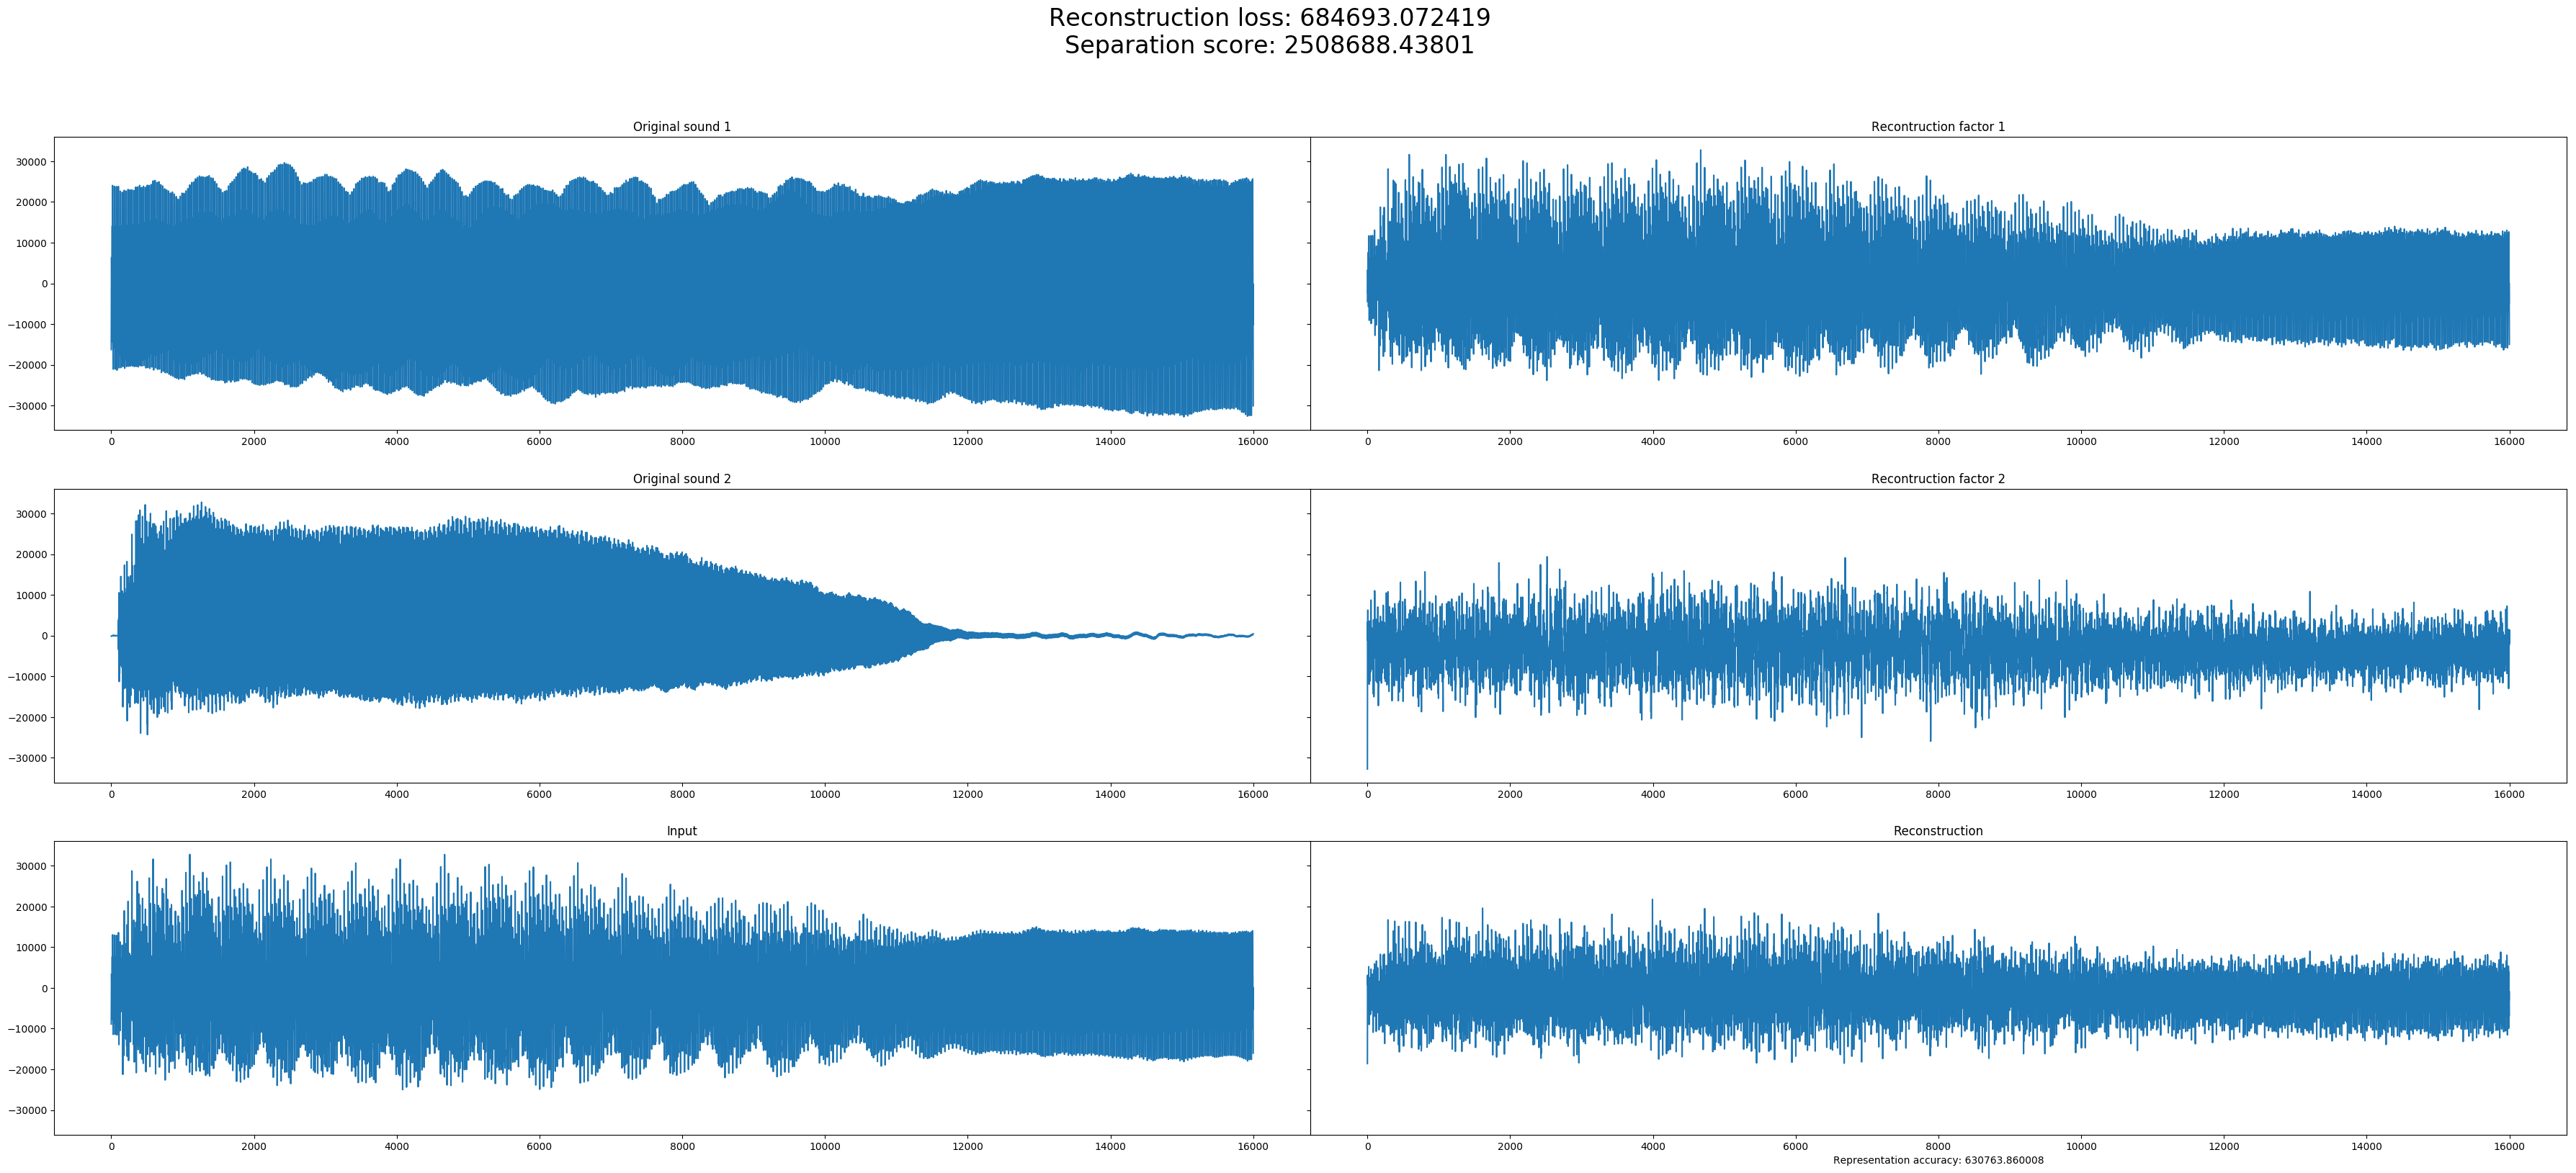 Reconstruction loss: 684693.072419
Separation score: 2508688.43801
Original sound 1
Recontruction factor 1
30000
20000
10000
0
−10000
−20000
−30000
0 2000 4000 6000 8000 10000 12000 14000 16000
0 2000 4000 6000 8000 10000 12000 14000 16000
Original sound 2
Recontruction factor 2
30000
20000
10000
0
−10000
−20000
−30000
0 2000 4000 6000 8000 10000 12000 14000 16000
0 2000 4000 6000 8000 10000 12000 14000 16000
Input
Reconstruction
30000
20000
10000
0
−10000
−20000
−30000
0 2000 4000 6000 8000 10000 12000 14000 16000
0 2000 4000 6000 8000 10000 12000 14000 16000
Representation accuracy: 630763.860008